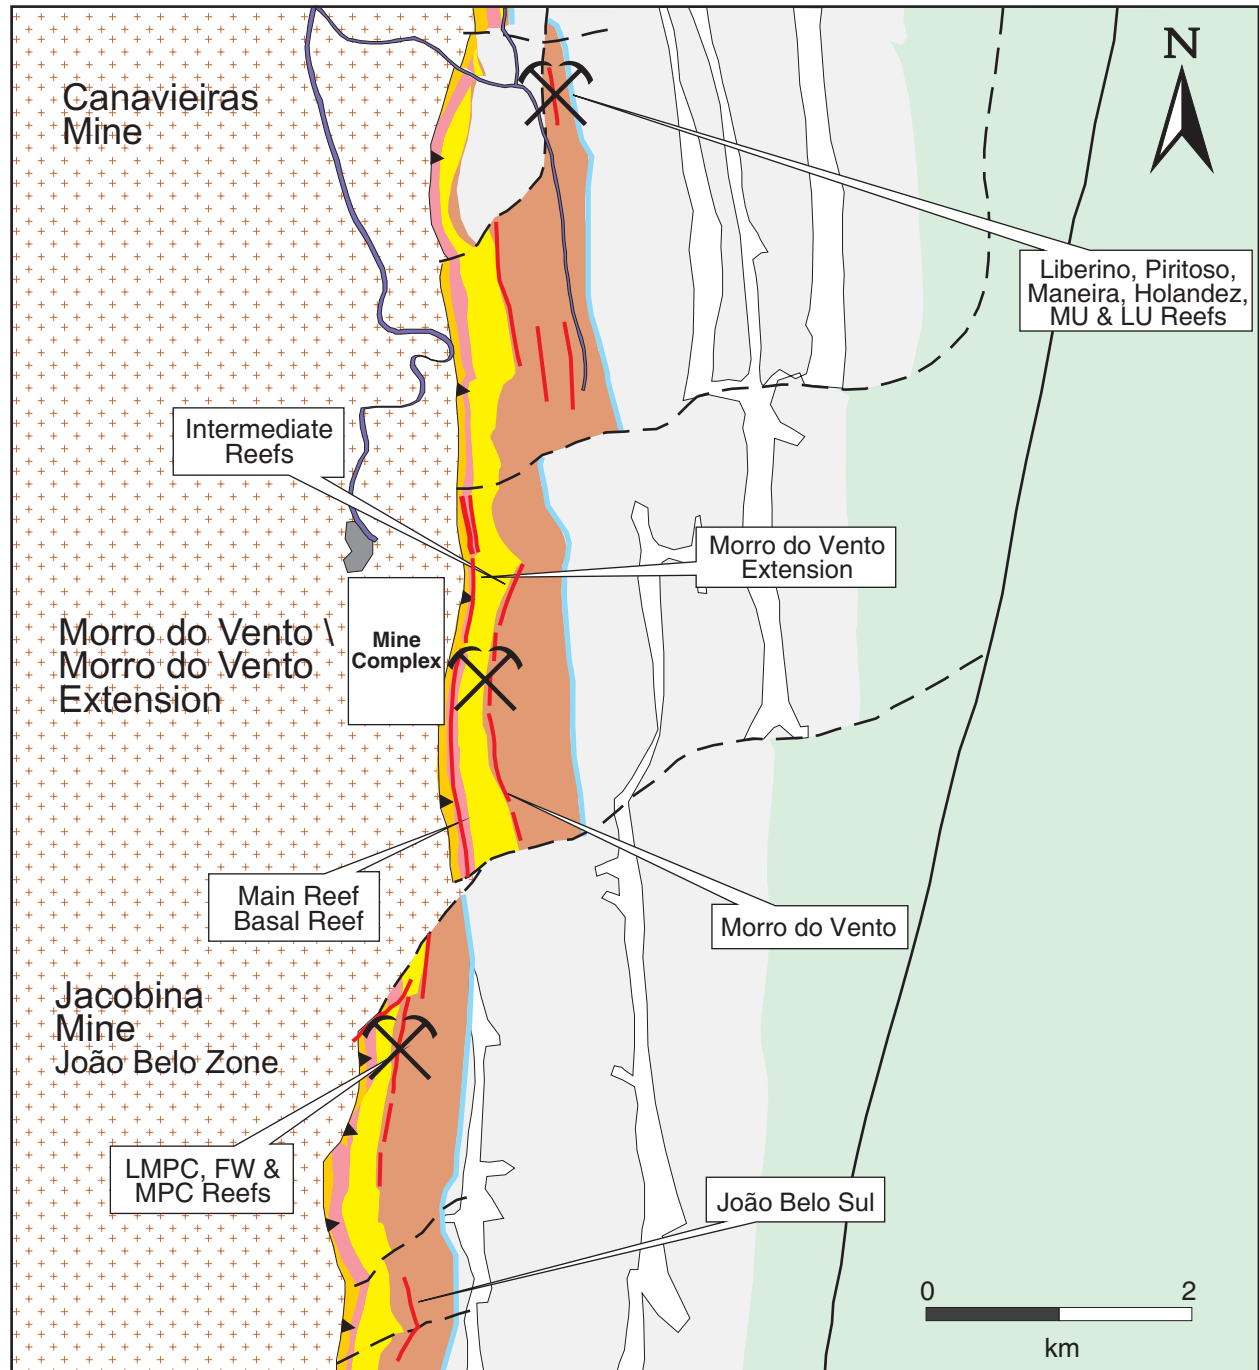 N
Canavieiras
Mine
Liberino, Piritoso,
Maneira, Holandez,
MU & LU Reefs
Intermediate
Reefs
Morro do Vento
Extension
Morro do Vento \
Morro do Vento
Extension
Mine
Complex
Main Reef
Basal Reef
Morro do Vento
Jacobina
Mine
João Belo Zone
LMPC, FW &
MPC Reefs
João Belo Sul
0 2
km